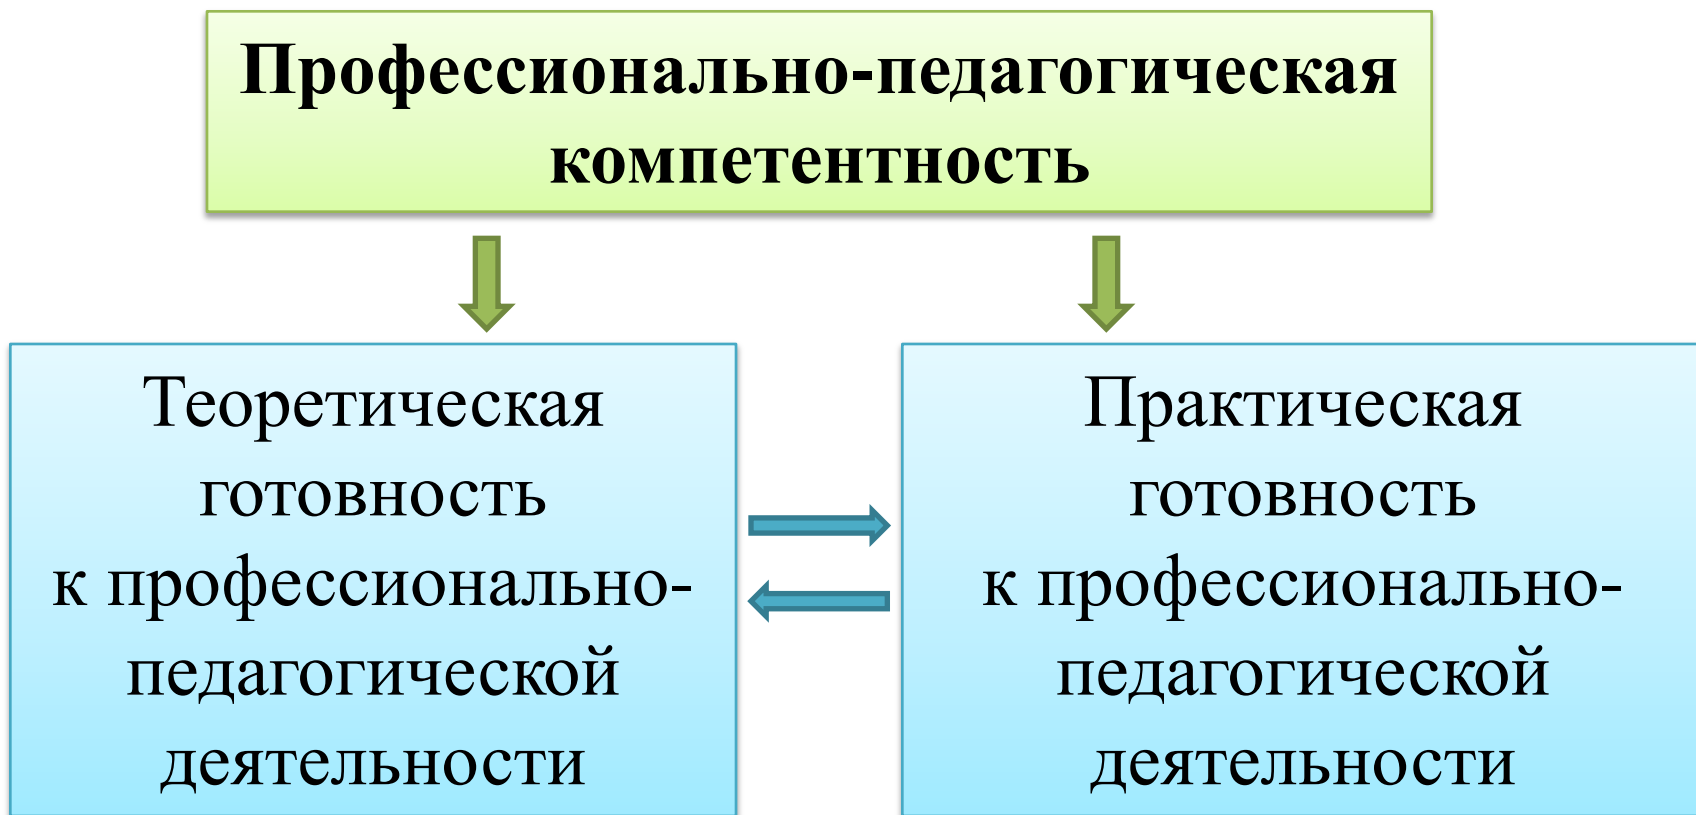 Профессионально-педагогическая
компетентность
Теоретическая
готовность
к профессионально-
педагогической
деятельности
Практическая
готовность
к профессионально-
педагогической
деятельности